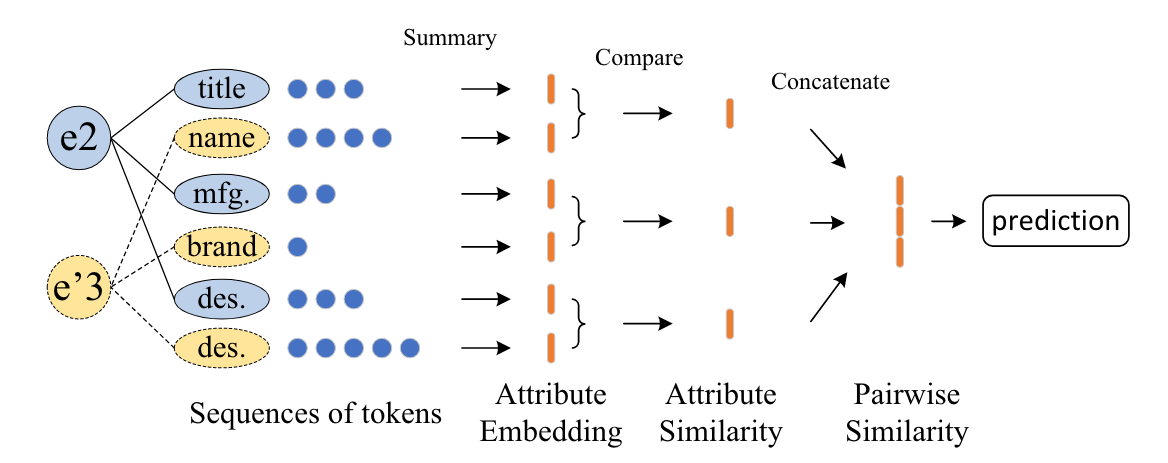 Summary
Compare
Concatenate
e2
e’3
title
name
mfg.
brand
des.
des.
prediction
Sequences of tokens
Attribute
Embedding
Attribute
Similarity
Pairwise
Similarity